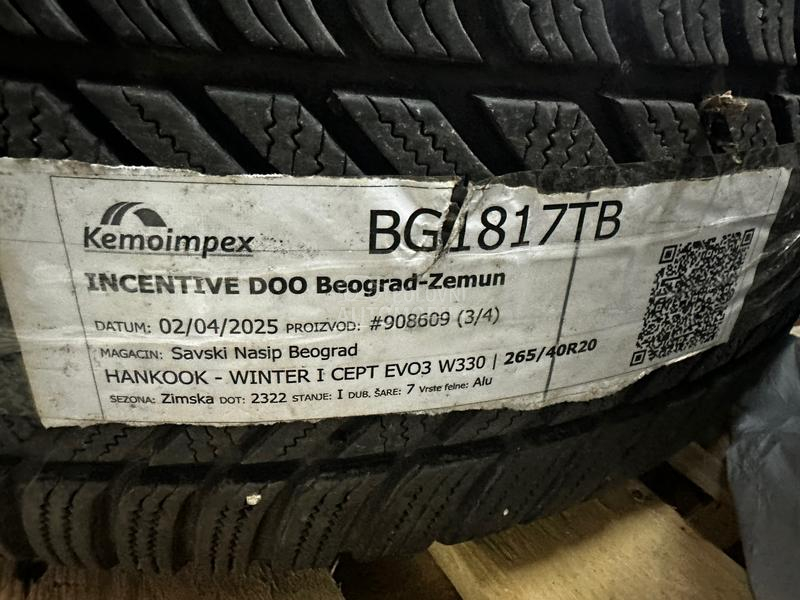 Kemoimpex
BG1817TB
INCENTIVE DOO Beograd-Zemun
DATUM: 02/04/2025 PROIZVOD: #908609 (3/4)
MAGACIN: Savski Nasip Beograd
HANKOOK - WINTER I CEPT EVO3 W330 | 265/40R20
SEZONA: Zimska DOT: 2322 STANJE: I DUB. ŠARE: 7 Vrste felne: Alu